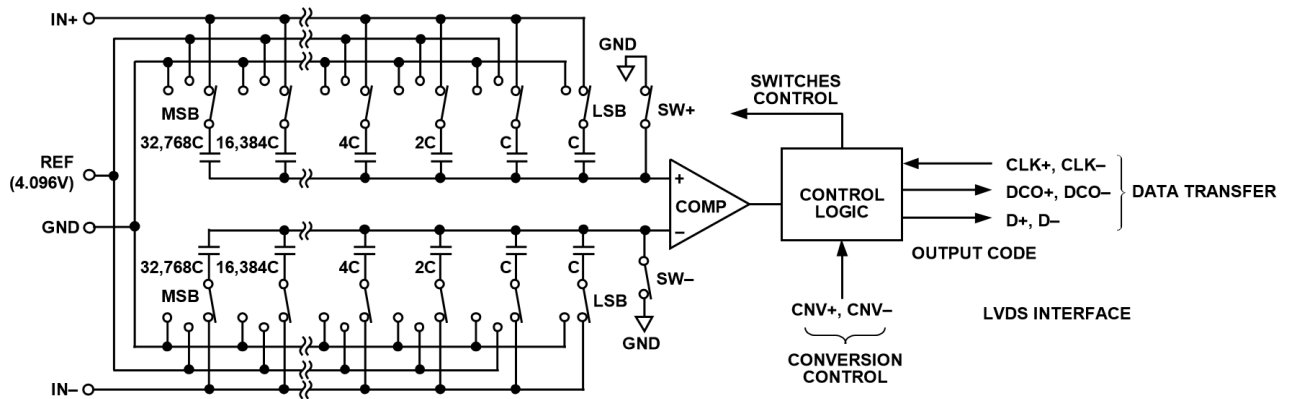 IN+
GND
SWITCHES
CONTROL
MSB
LSB
SW+
32,768C 16,384C 4C 2C C C
REF
(4.096V)
CLK+, CLK–
DCO+, DCO–
D+, D–
DATA TRANSFER
+
COMP
–
CONTROL
LOGIC
GND
OUTPUT CODE
32,768C 16,384C 4C 2C C C
MSB
LSB
SW–
GND
CNV+, CNV–
LVDS INTERFACE
CONVERSION
CONTROL
IN–